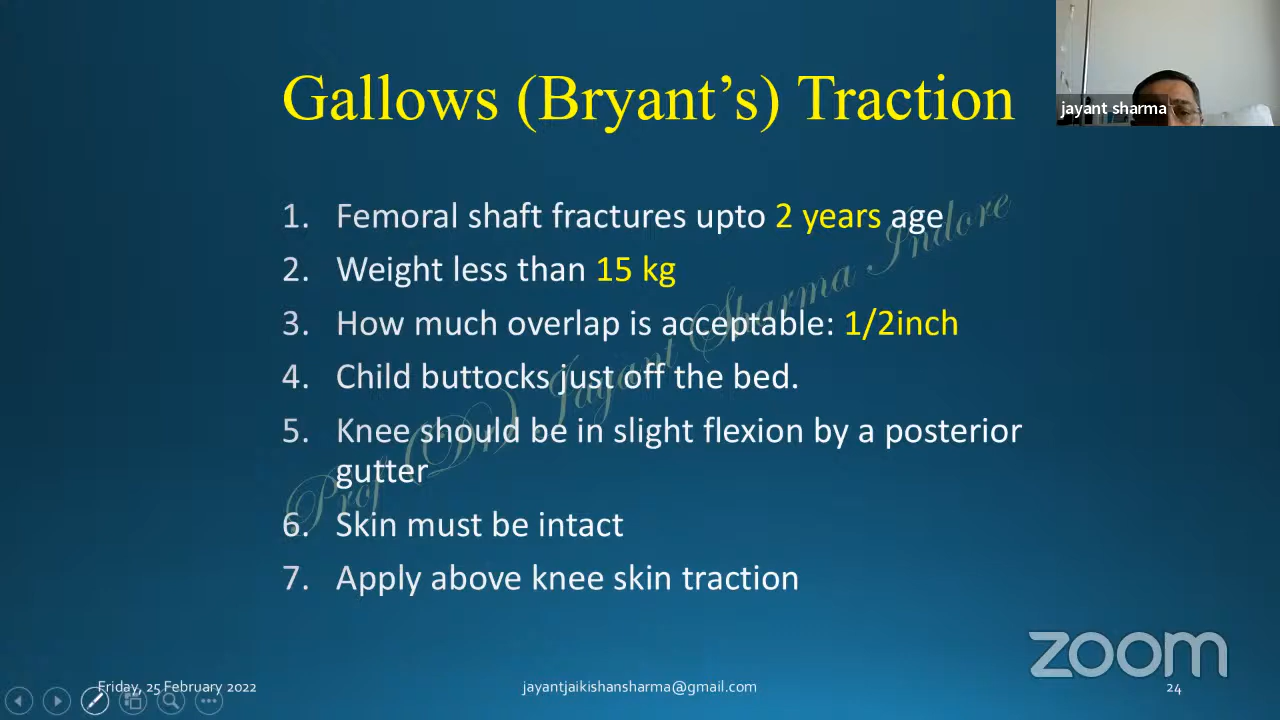 Gallows (Bryant's) Traction
jayant sharma
1. Femoral shaft fractures upto 2 years age
2. Weight less than 15 kg
3. How much overlap is acceptable: 1/2inch
4. Child buttocks just off the bed.
5. Knee should be in slight flexion by a posterior
gutter
6. Skin must be intact
7. Apply above knee skin traction
Prof (Dr). Jayant Sharma Indore
zoom
Friday, 25 February 2022
jayantjaikishansharma@gmail.com
24